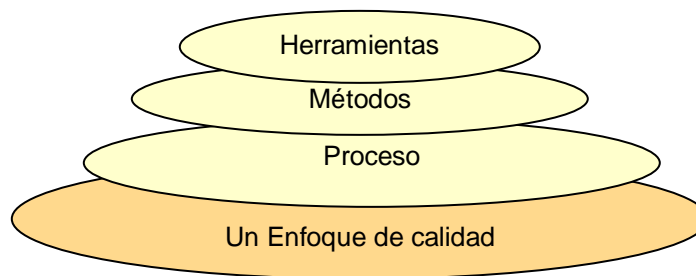 Herramientas
Métodos
Proceso
Un Enfoque de calidad